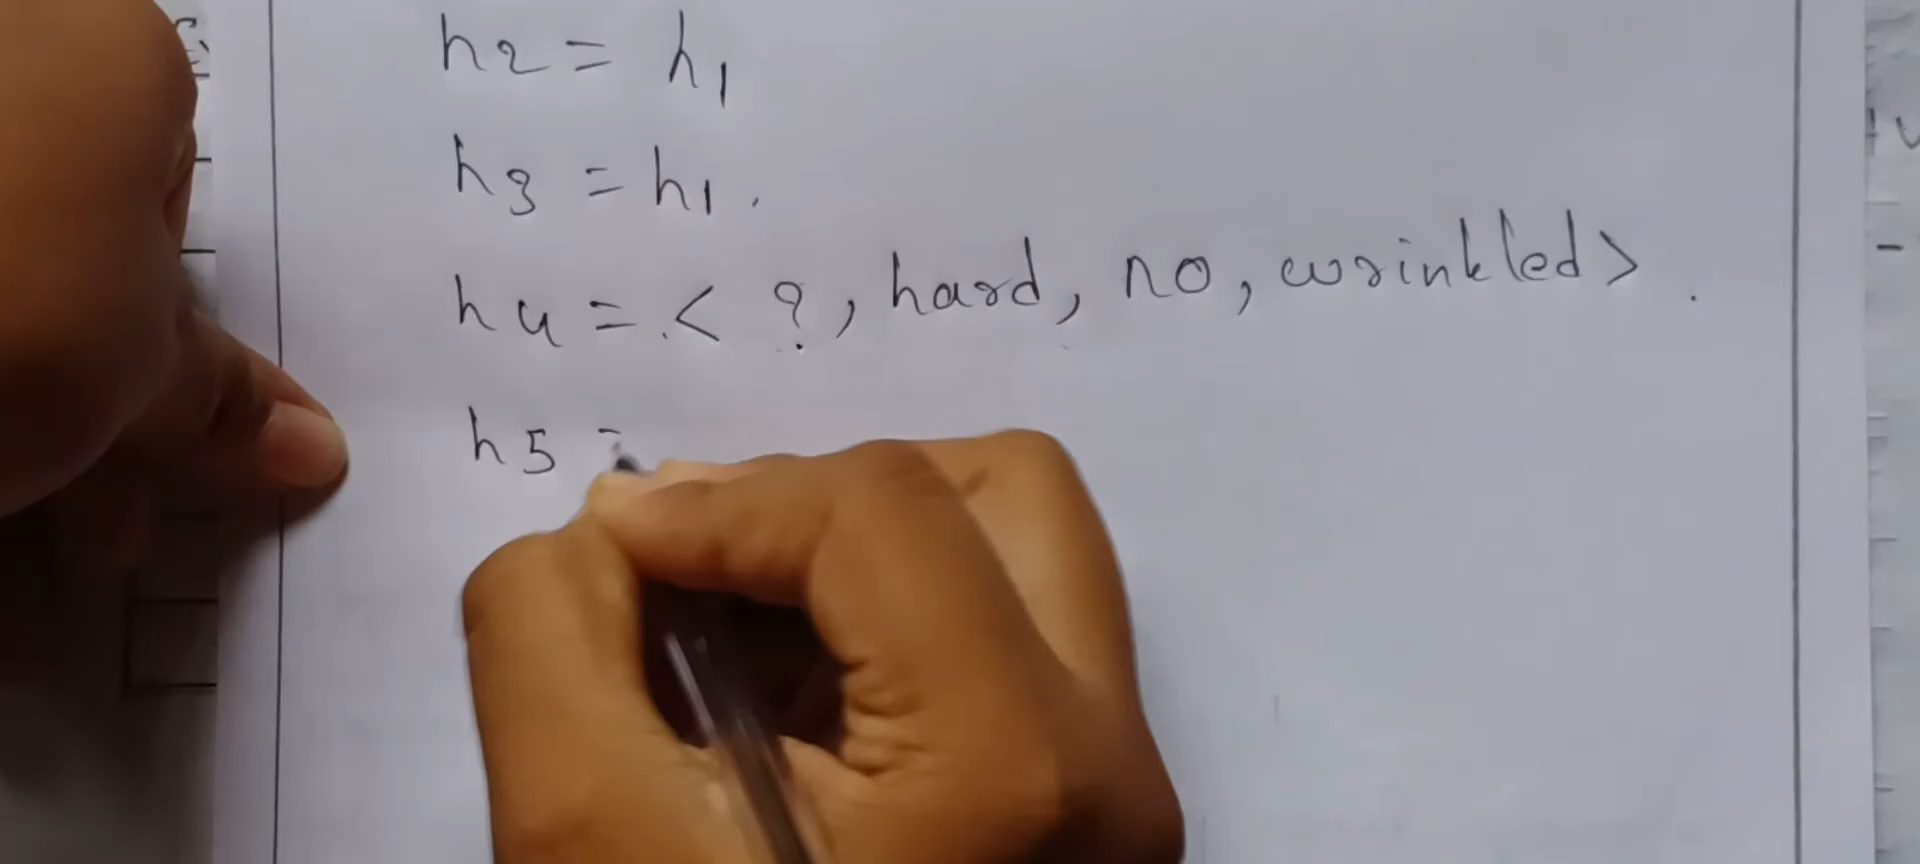 h2 = h1
h3 = h1.
h4 = < ?, hard, no, wrinkled> .
h5 =